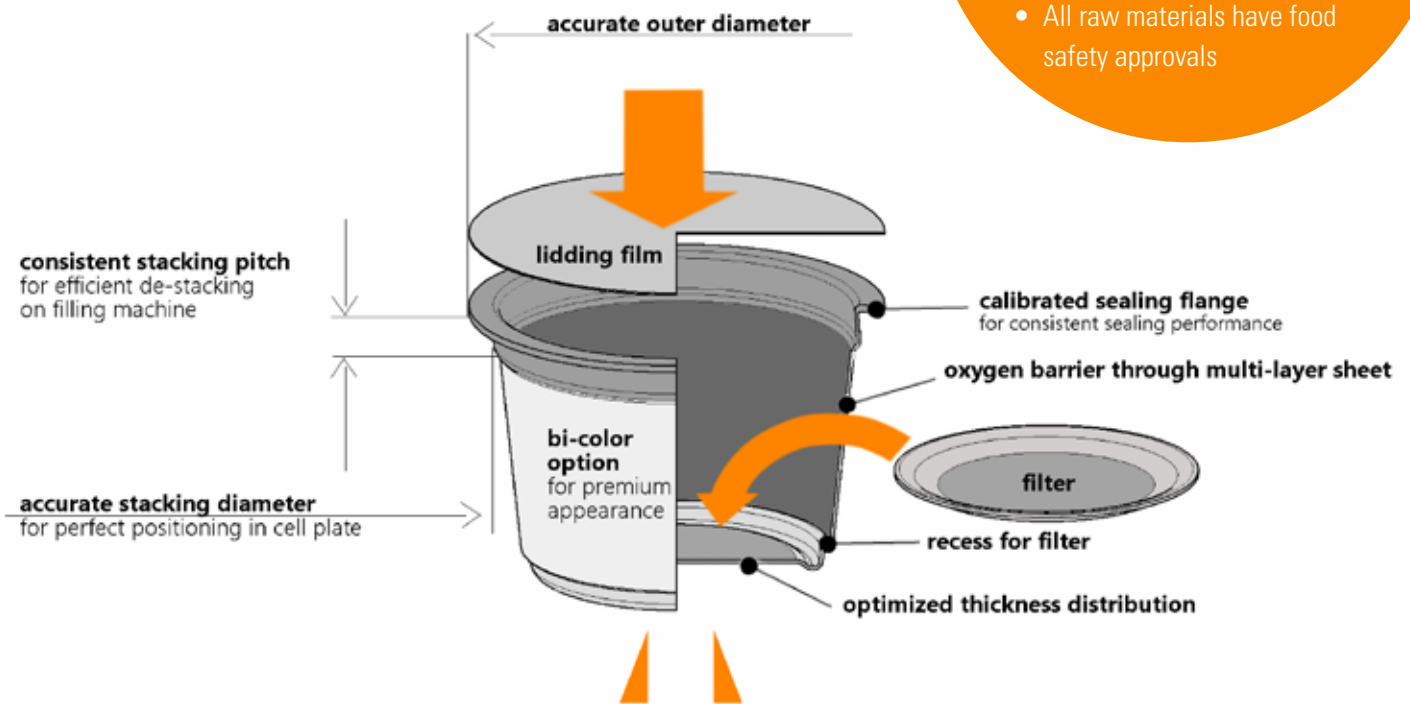 • All raw materials have food
safety approvals
accurate outer diameter
lidding film
consistent stacking pitch
for efficient de-stacking
on filling machine
calibrated sealing flange
for consistent sealing performance
oxygen barrier through multi-layer sheet
bi-color
option
for premium
appearance
filter
accurate stacking diameter
for perfect positioning in cell plate
recess for filter
optimized thickness distribution